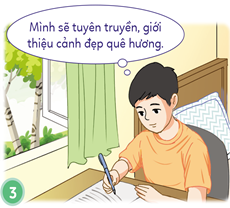 Mình sẽ tuyên truyền, giới
thiệu cảnh đẹp quê hương.
3